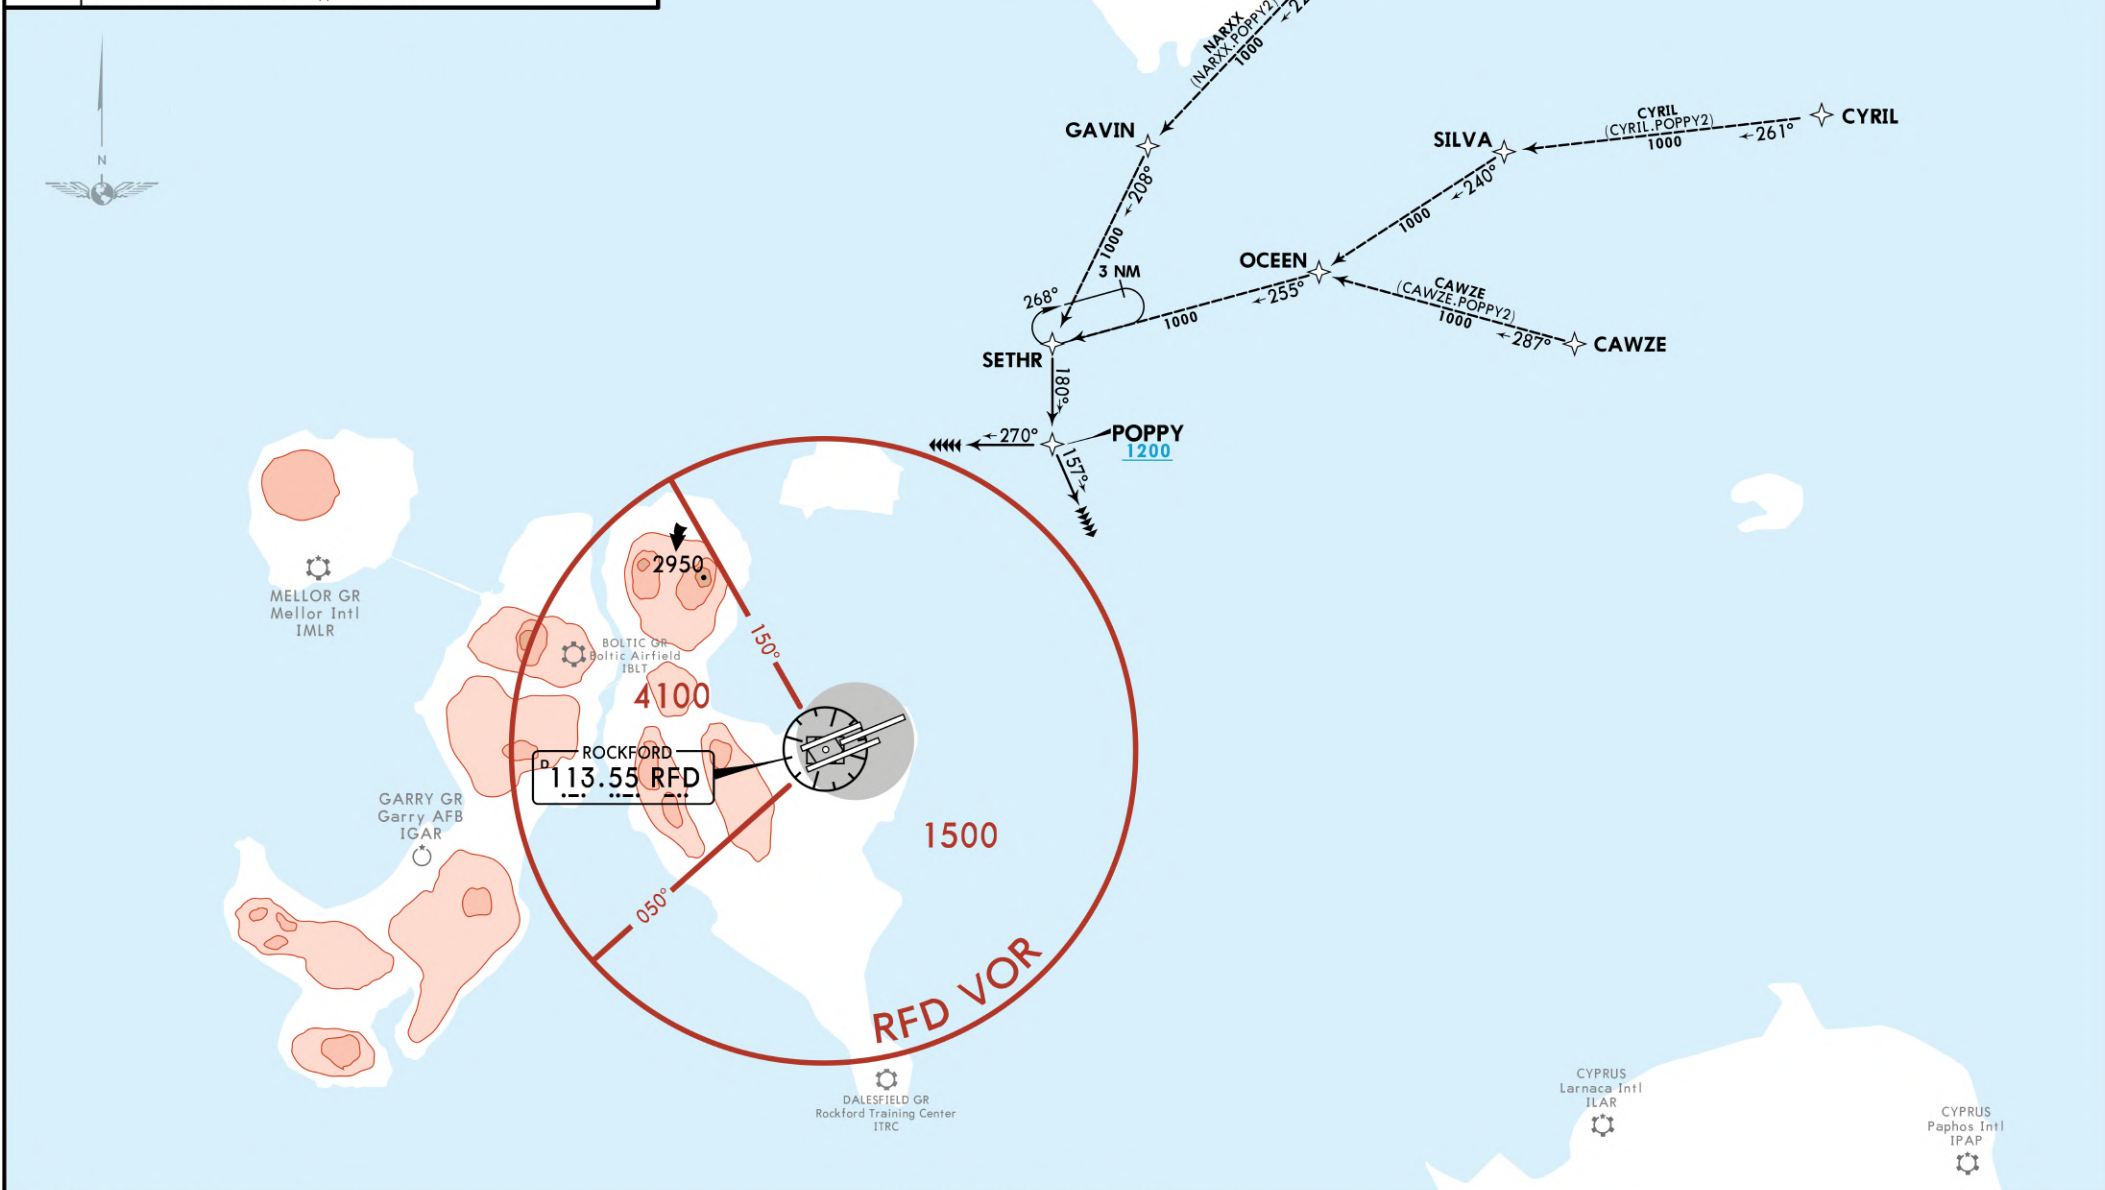 NARXX
(NARXX.POPPY2)
1000
N
GAVIN
←208°
1000
3 NM
268°
SETHR
180°→
SILVA
CYRIL
(CYRIL.POPPY2)
1000
←261°
CYRIL
←240°
1000
OCEEN
←255°
1000
CAWZE
(CAWZE.POPPY2)
1000
←287°
CAWZE
←270°
POPPY
1200
157°→
2950
MELLOR GR
Mellor Intl
IMLR
BOLTIC GR
Boltic Airfield
IBLT
150°
4100
ROCKFORD
D
113.55 RFD
GARRY GR
Garry AFB
IGAR
1500
050°
RFD VOR
DALESFIELD GR
Rockford Training Center
ITRC
CYPRUS
Larnaca Intl
ILAR
CYPRUS
Paphos Intl
IPAP